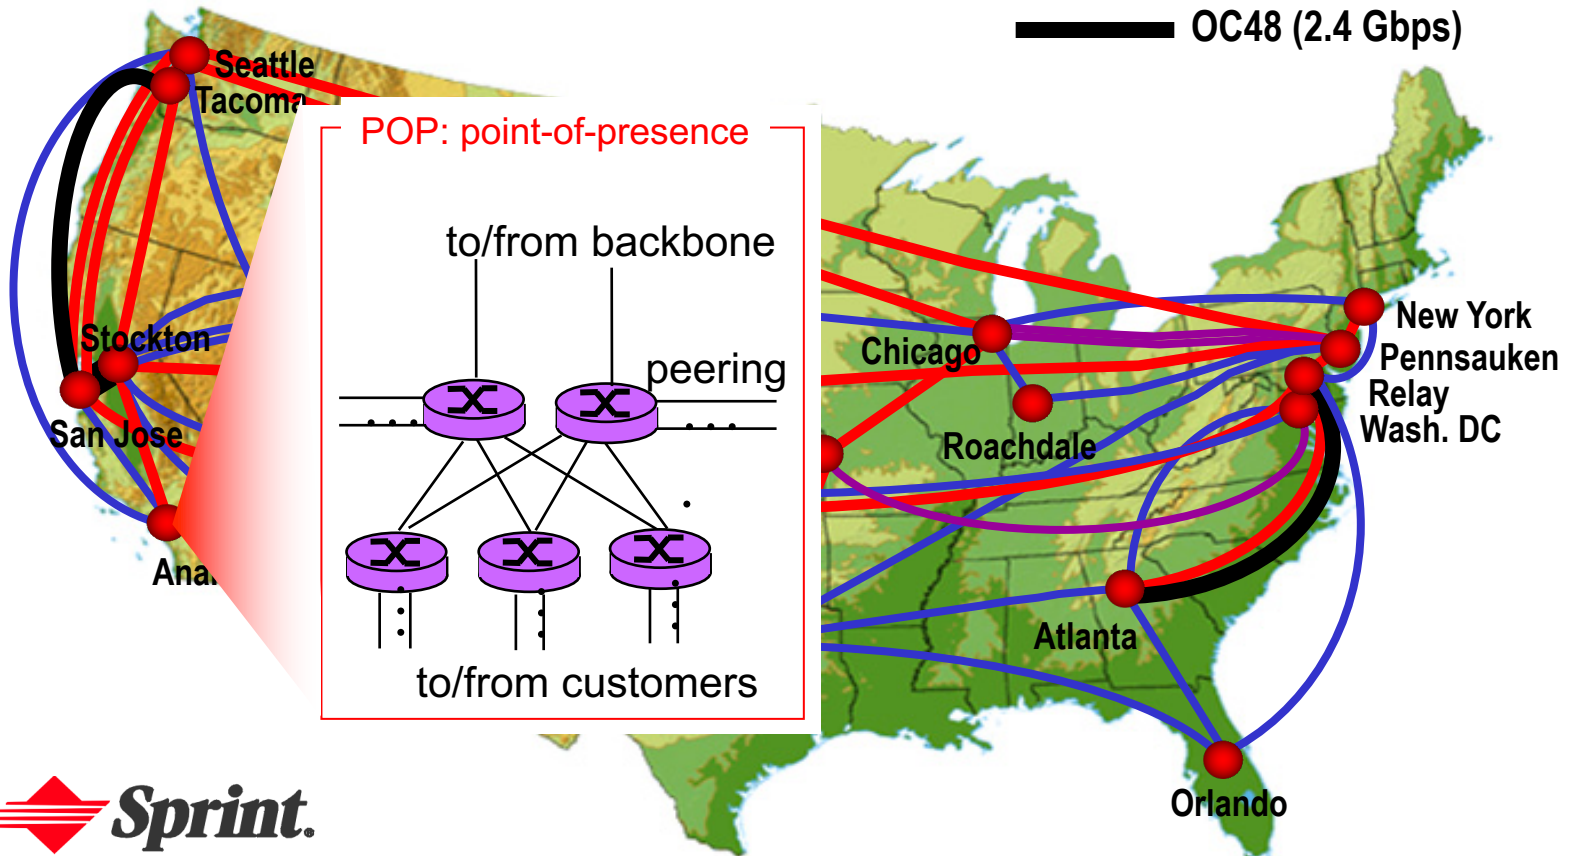 OC48 (2.4 Gbps)
Seattle
Tacoma
POP: point-of-presence
to/from backbone
peering
Stockton
San Jose
Chicago
Roachdale
New York
Pennsauken
Relay
Wash. DC
Atlanta
to/from customers
Orlando
Sprint.